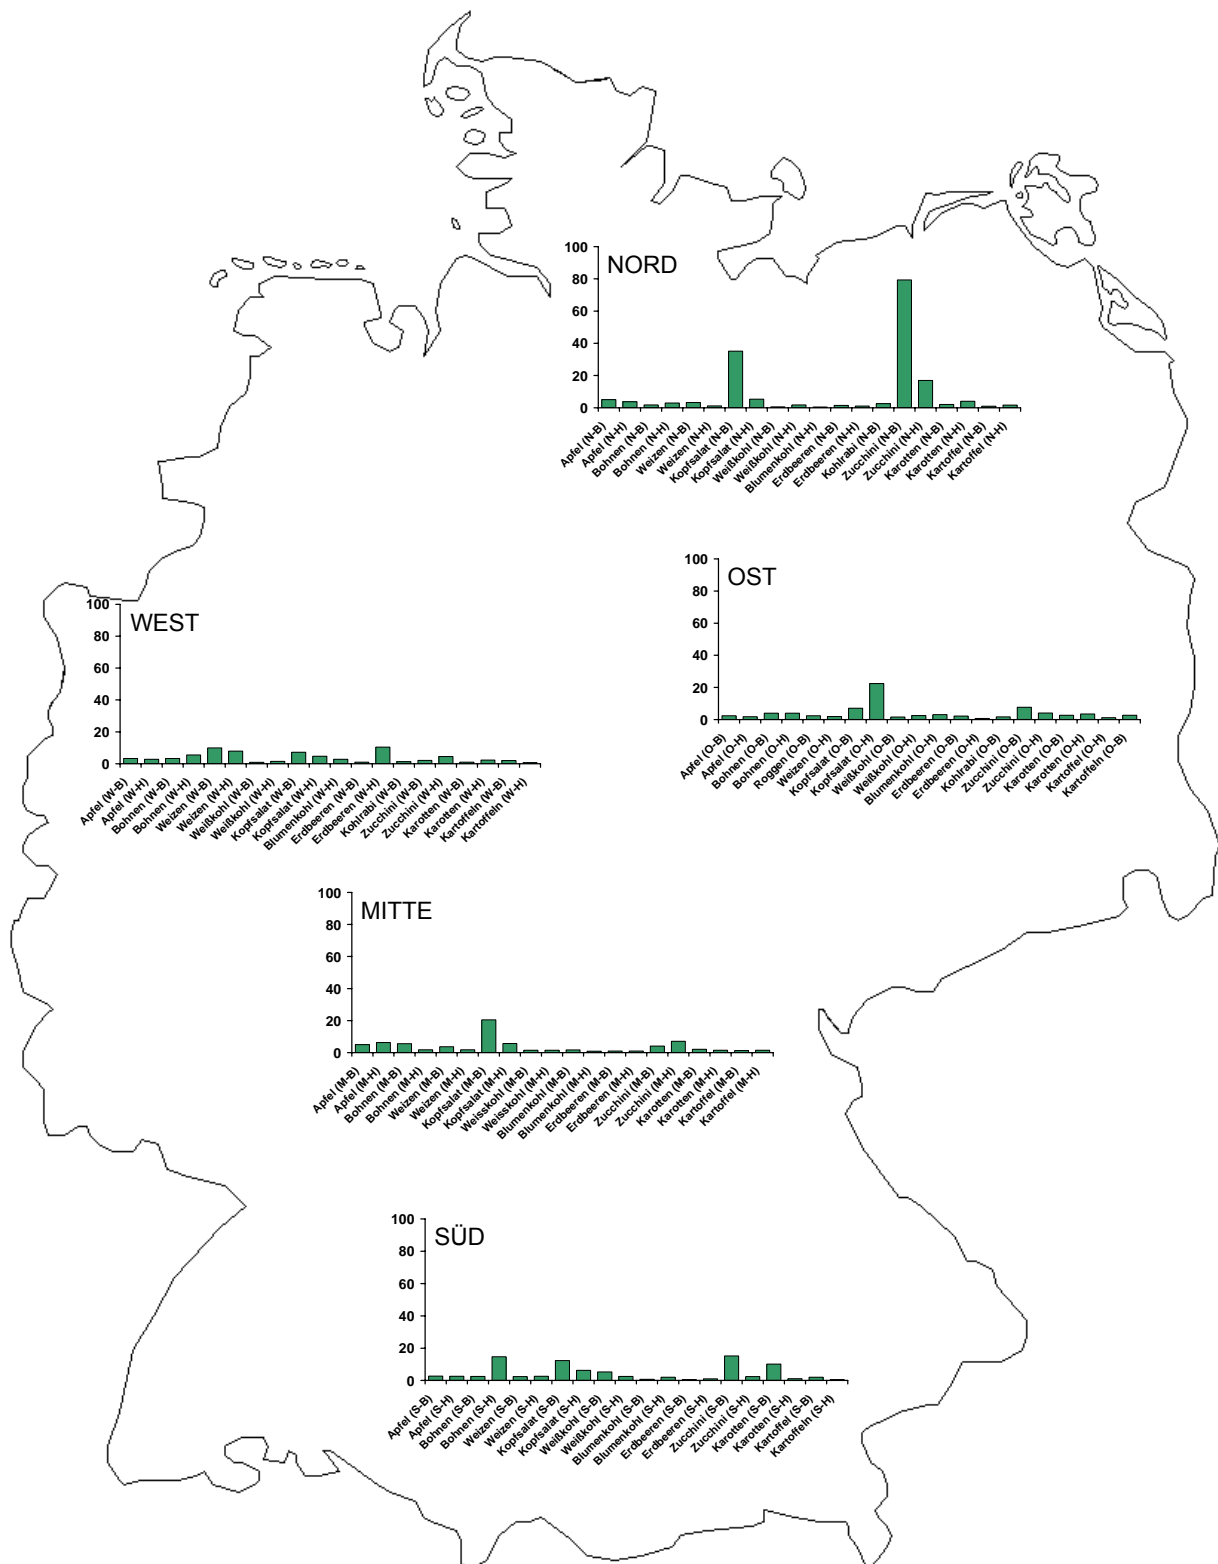 NORD
100
80
60
40
20
0
Apfel (N-B)
Apfel (N-H)
Bohnen (N-B)
Bohnen (N-H)
Weizen (N-B)
Weizen (N-H)
Kopfsalat (N-B)
Kopfsalat (N-H)
Weißkohl (N-B)
Weißkohl (N-H)
Blumenkohl (N-H)
Erdbeeren (N-B)
Erdbeeren (N-H)
Kohlrabi (N-B)
Zucchini (N-B)
Zucchini (N-H)
Karotten (N-B)
Karotten (N-H)
Kartoffel (N-B)
Kartoffel (N-H)
OST
100
80
60
40
20
0
Apfel (O-B)
Apfel (O-H)
Bohnen (O-B)
Bohnen (O-H)
Roggen (O-B)
Weizen (O-H)
Kopfsalat (O-B)
Kopfsalat (O-H)
Weißkohl (O-B)
Weißkohl (O-H)
Blumenkohl (O-H)
Erdbeeren (O-B)
Erdbeeren (O-H)
Kohlrabi (O-B)
Zucchini (O-B)
Zucchini (O-H)
Karotten (O-B)
Karotten (O-H)
Kartoffel (O-H)
Kartoffeln (O-B)
WEST
100
80
60
40
20
0
Apfel (W-B)
Apfel (W-H)
Bohnen (W-B)
Bohnen (W-H)
Weizen (W-B)
Weizen (W-H)
Weißkohl (W-B)
Weißkohl (W-H)
Kopfsalat (W-B)
Kopfsalat (W-H)
Blumenkohl (W-H)
Erdbeeren (W-B)
Erdbeeren (W-H)
Kohlrabi (W-B)
Zucchini (W-B)
Zucchini (W-H)
Karotten (W-B)
Karotten (W-H)
Kartoffeln (W-B)
Kartoffeln (W-H)
MITTE
100
80
60
40
20
0
Apfel (M-B)
Apfel (M-H)
Bohnen (M-B)
Bohnen (M-H)
Weizen (M-B)
Weizen (M-H)
Kopfsalat (M-B)
Kopfsalat (M-H)
Weisskohl (M-B)
Weisskohl (M-H)
Blumenkohl (M-B)
Blumenkohl (M-H)
Erdbeeren (M-B)
Erdbeeren (M-H)
Zucchini (M-B)
Zucchini (M-H)
Karotten (M-B)
Karotten (M-H)
Kartoffel (M-B)
Kartoffel (M-H)
SÜD
100
80
60
40
20
0
Apfel (S-B)
Apfel (S-H)
Bohnen (S-B)
Bohnen (S-H)
Weizen (S-B)
Weizen (S-H)
Kopfsalat (S-B)
Kopfsalat (S-H)
Weißkohl (S-B)
Weißkohl (S-H)
Blumenkohl (S-B)
Blumenkohl (S-H)
Erdbeeren (S-B)
Erdbeeren (S-H)
Zucchini (S-B)
Zucchini (S-H)
Karotten (S-B)
Karotten (S-H)
Kartoffel (S-B)
Kartoffeln (S-H)